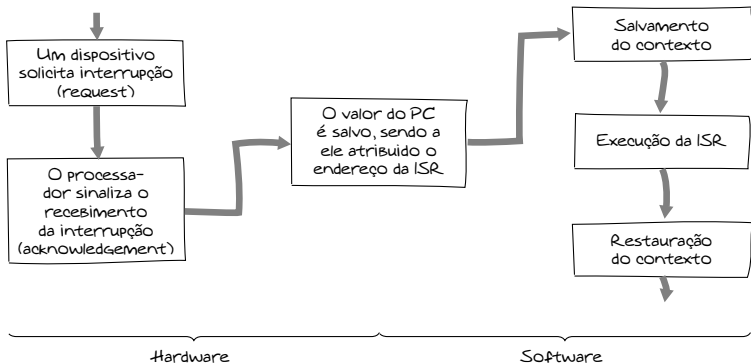 Um dispositivo
solicita interrupção
(request)
O processa-
dor sinaliza o
recebimento
da interrupção
(acknowledgement)
O valor do PC
é salvo, sendo a
ele atribuido o
endereço da ISR
Salvamento
do contexto
Execução da ISR
Restauração
do contexto
Hardware
Software